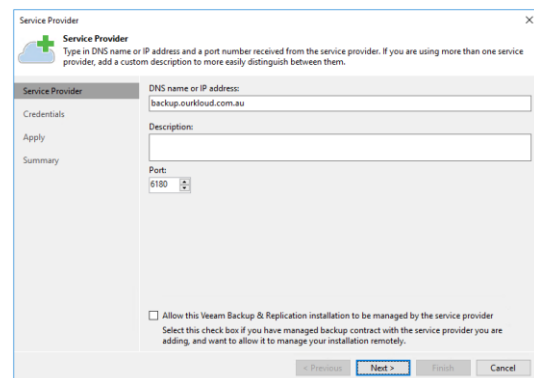 Service Provider
Service Provider
Type in DNS name or IP address and a port number received from the service provider. If you are using more than one service
provider, add a custom description to more easily distinguish between them.
Service Provider
Credentials
Apply
Summary
DNS name or IP address:
backup.ourkloud.com.au
Description:
Port:
6180
Allow this Veeam Backup & Replication installation to be managed by the service provider
Select this check box if you have managed backup contract with the service provider you are
adding, and want to allow it to manage your installation remotely.
< Previous
Next >
Finish
Cancel